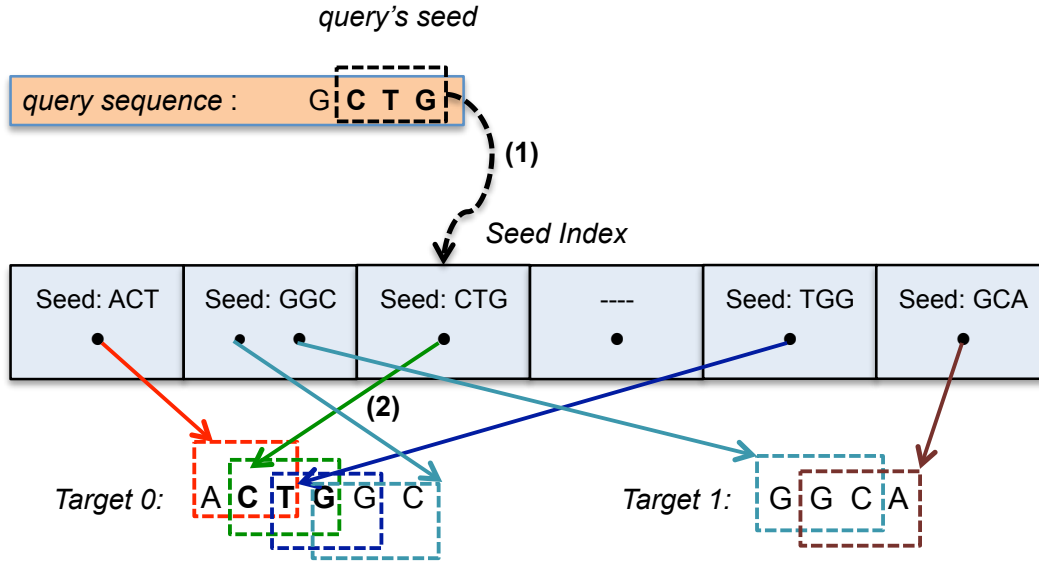 query's seed
query sequence : G C T G
(1)
Seed Index
Seed: ACT Seed: GGC Seed: CTG ---- Seed: TGG Seed: GCA
(2)
Target 0: A C T G G C Target 1: G G C A